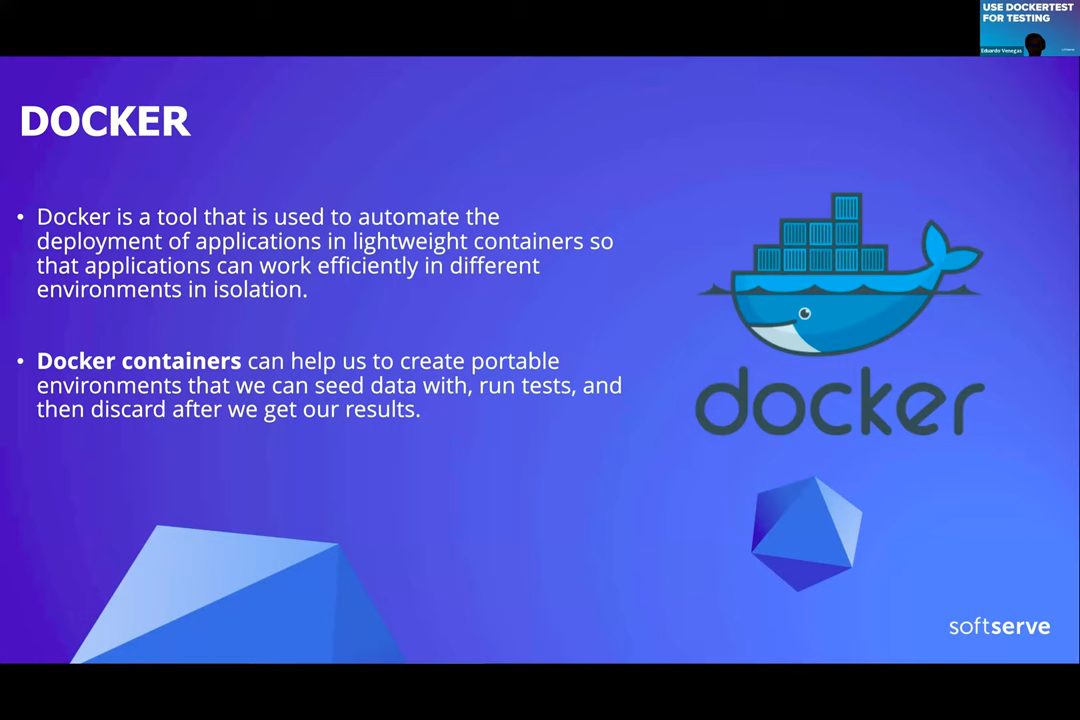 USE DOCKERTEST
FOR TESTING
Eduardo Venegas
DOCKER
• Docker is a tool that is used to automate the
deployment of applications in lightweight containers so
that applications can work efficiently in different
environments in isolation.
• Docker containers can help us to create portable
environments that we can seed data with, run tests, and
then discard after we get our results.
docker
softserve